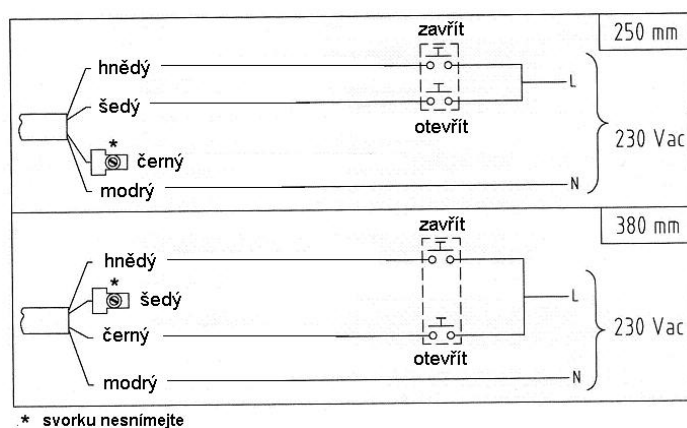 zavřít
250 mm
hnědý
L
šedý
otevřít
230 Vac
*
černý
modrý
N
zavřít
380 mm
hnědý
*
šedý
L
černý
230 Vac
otevřít
modrý
N
* svorku nesnímejte